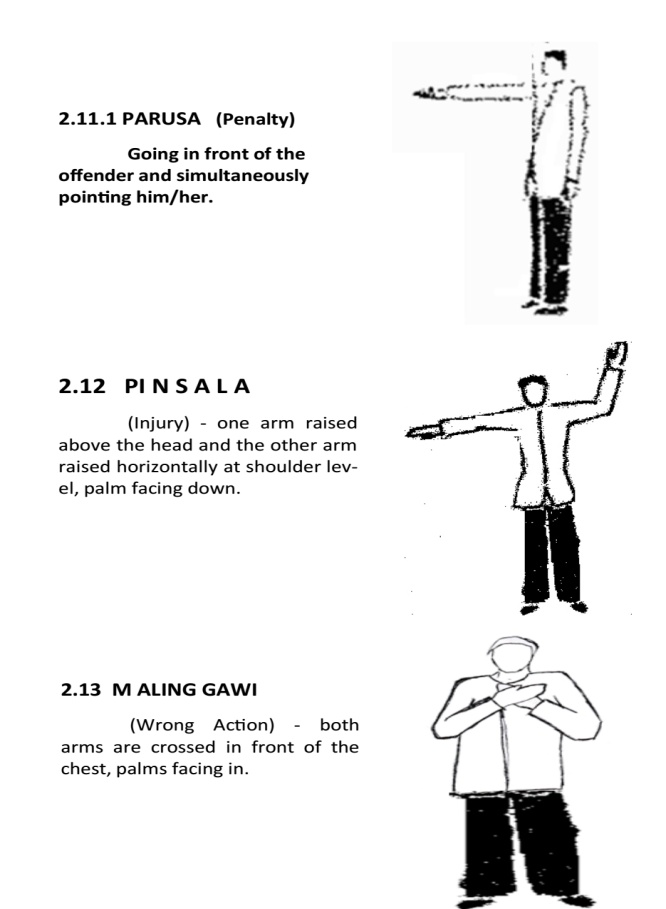 2.11.1 PARUSA (Penalty)
Going in front of the
offender and simultaneously
pointing him/her.
2.12 PI N S A L A
(Injury) - one arm raised
above the head and the other arm
raised horizontally at shoulder lev-
el, palm facing down.
2.13 M ALING GAWI
(Wrong Action) - both
arms are crossed in front of the
chest, palms facing in.